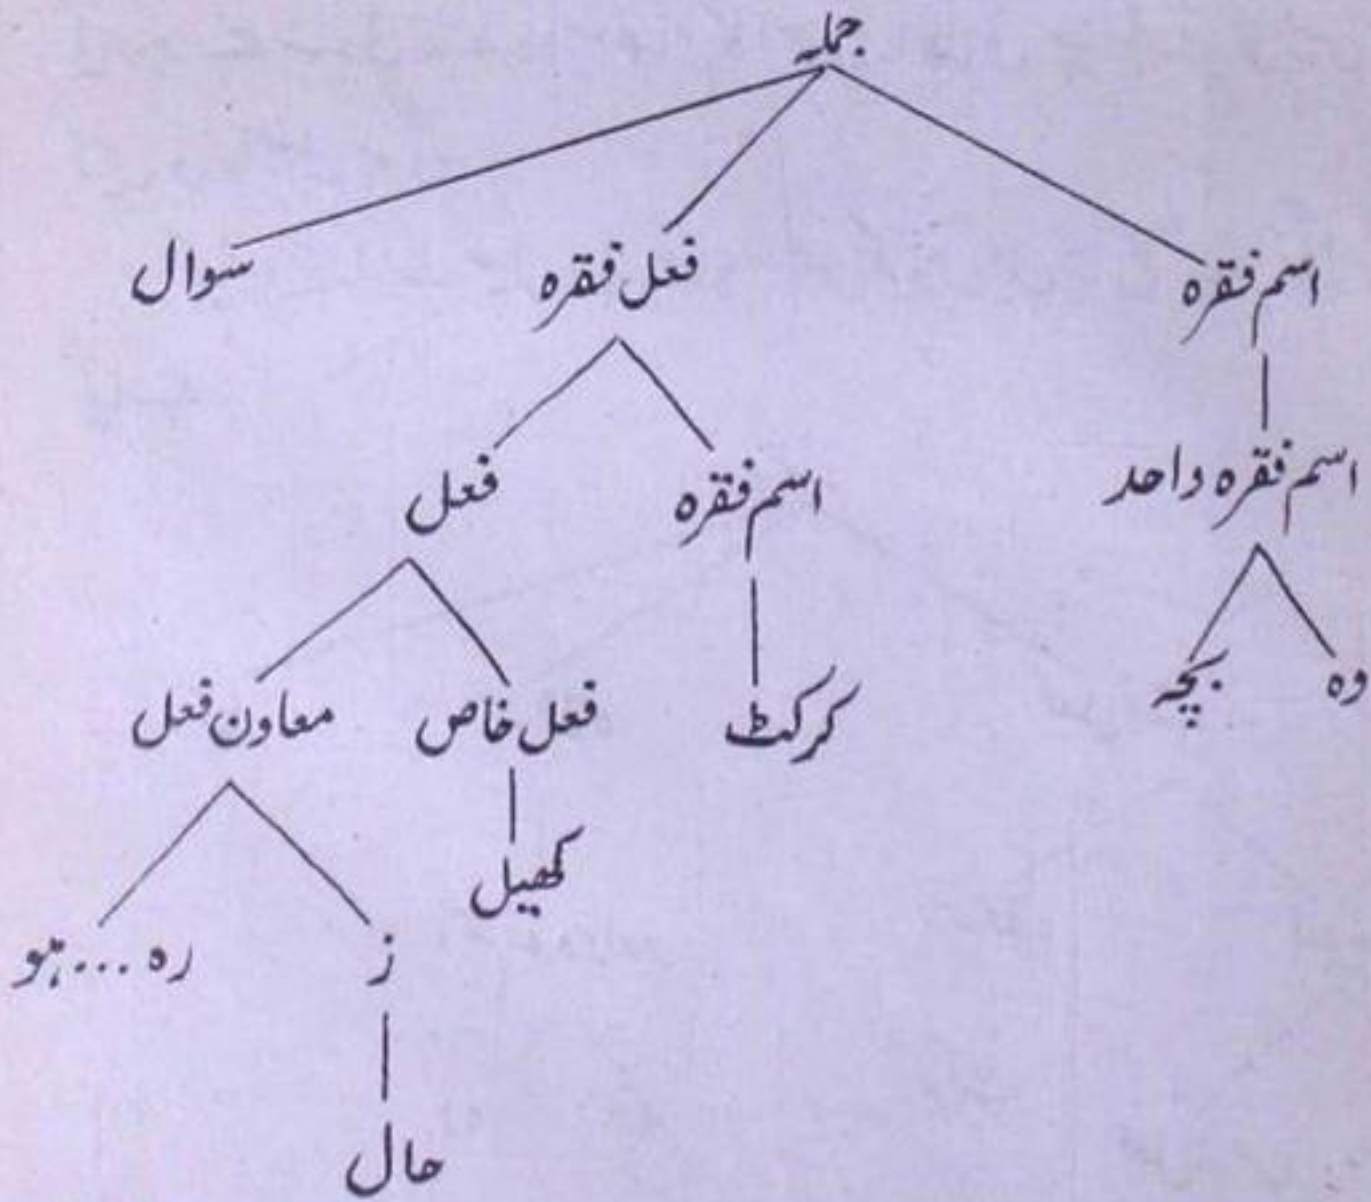 جملہ
اسم فقرہ فعل فقرہ سوال
اسم فقرہ واحد اسم فقرہ فعل
وہ بچہ کرکٹ فعل خاص معاون فعل
کھیل
ز رہ...ہو
حال